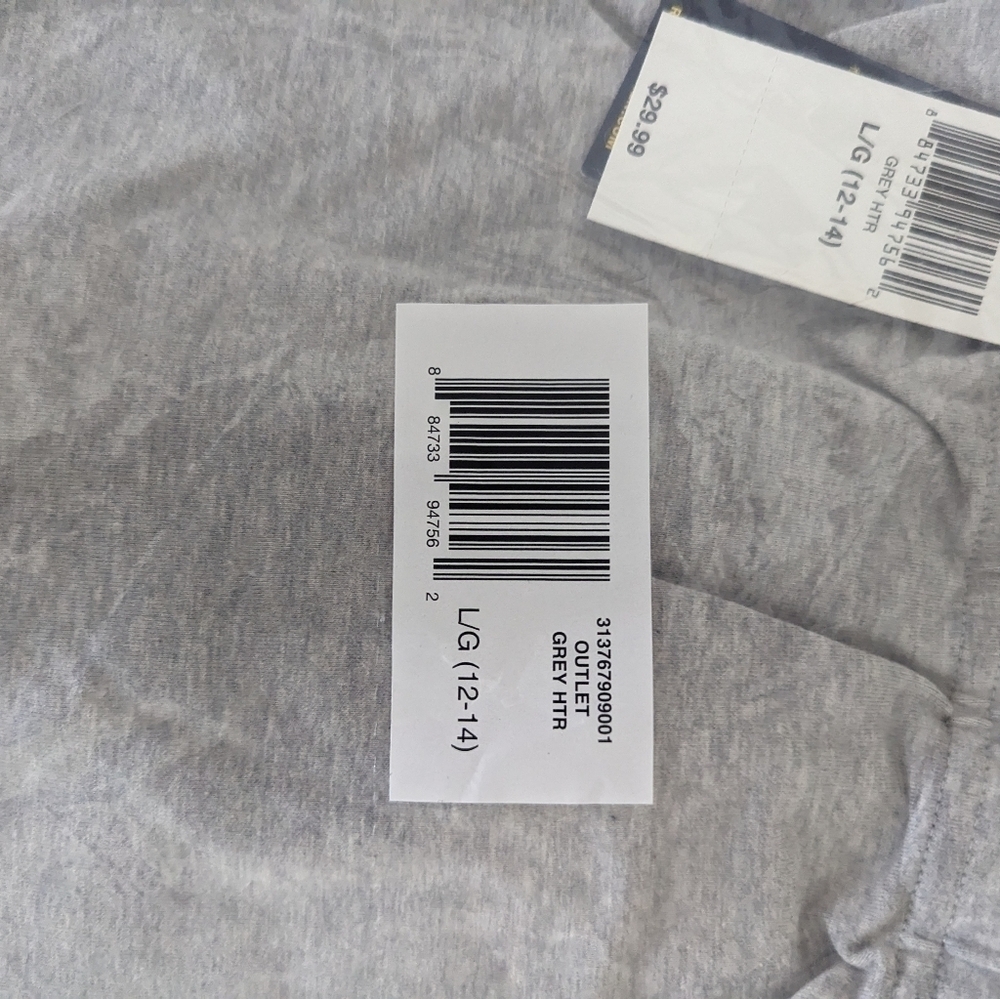 313767909001
OUTLET
GREY HTR
8 84733 94756 2
L/G (12-14)
8 84733 94756 2
GREY HTR
L/G (12-14)
$29.99